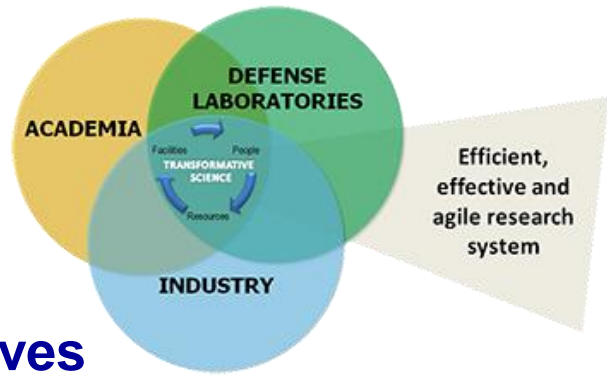 DEFENSE
LABORATORIES
ACADEMIA
Facilities
People
TRANSFORMATIVE
SCIENCE
Resources
INDUSTRY
Efficient,
effective and
agile research
system
ves